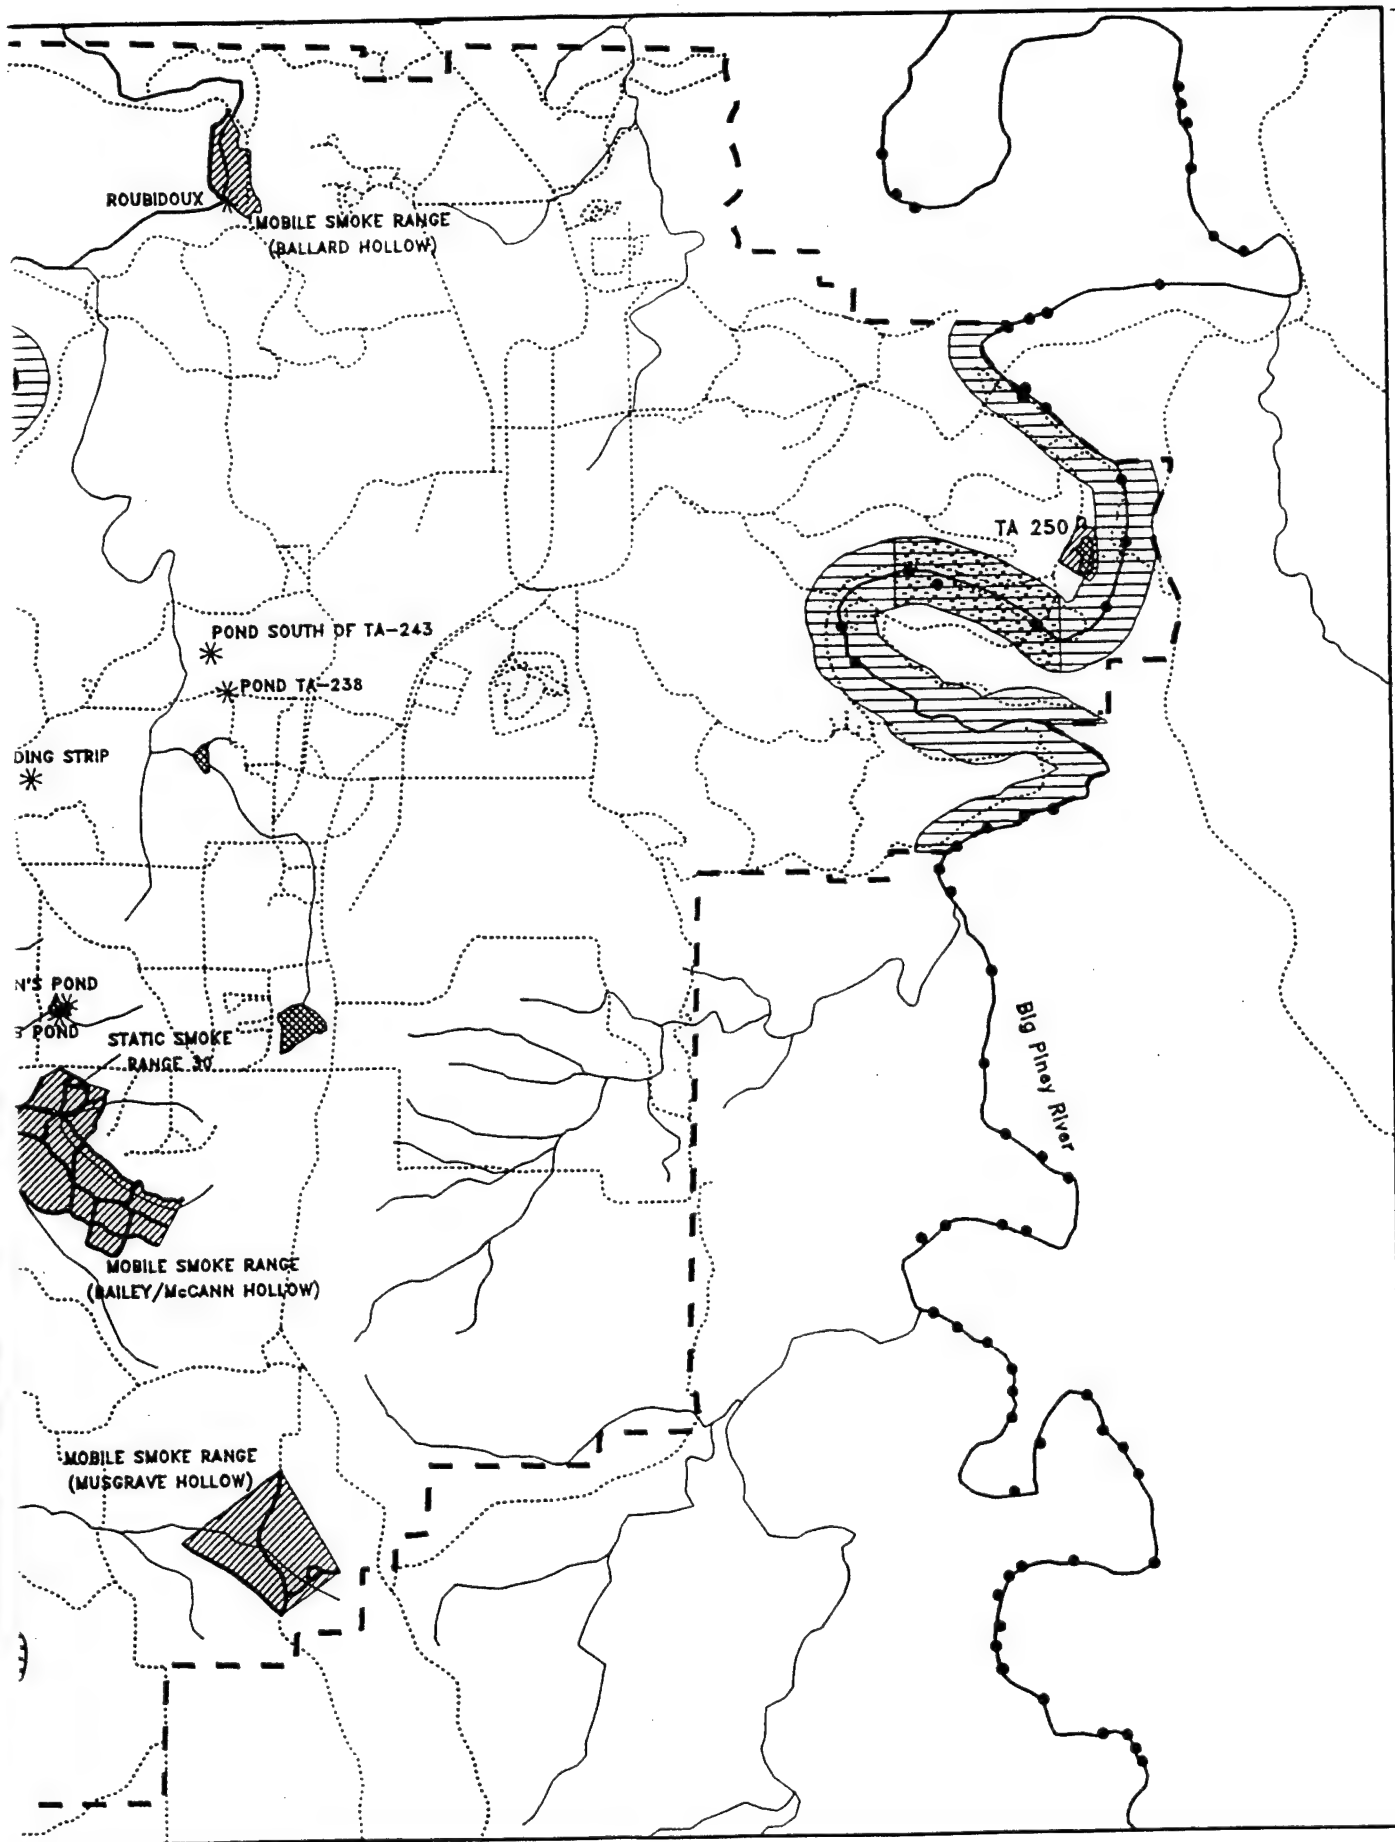 ROUBIDOUX
MOBILE SMOKE RANGE
(BALLARD HOLLOW)
TA 250
POND SOUTH OF TA-243
POND TA-238
DING STRIP
N'S POND
S POND
STATIC SMOKE
RANGE 30
Big Piney River
MOBILE SMOKE RANGE
(BAILEY/McCANN HOLLOW)
MOBILE SMOKE RANGE
(MUSGRAVE HOLLOW)